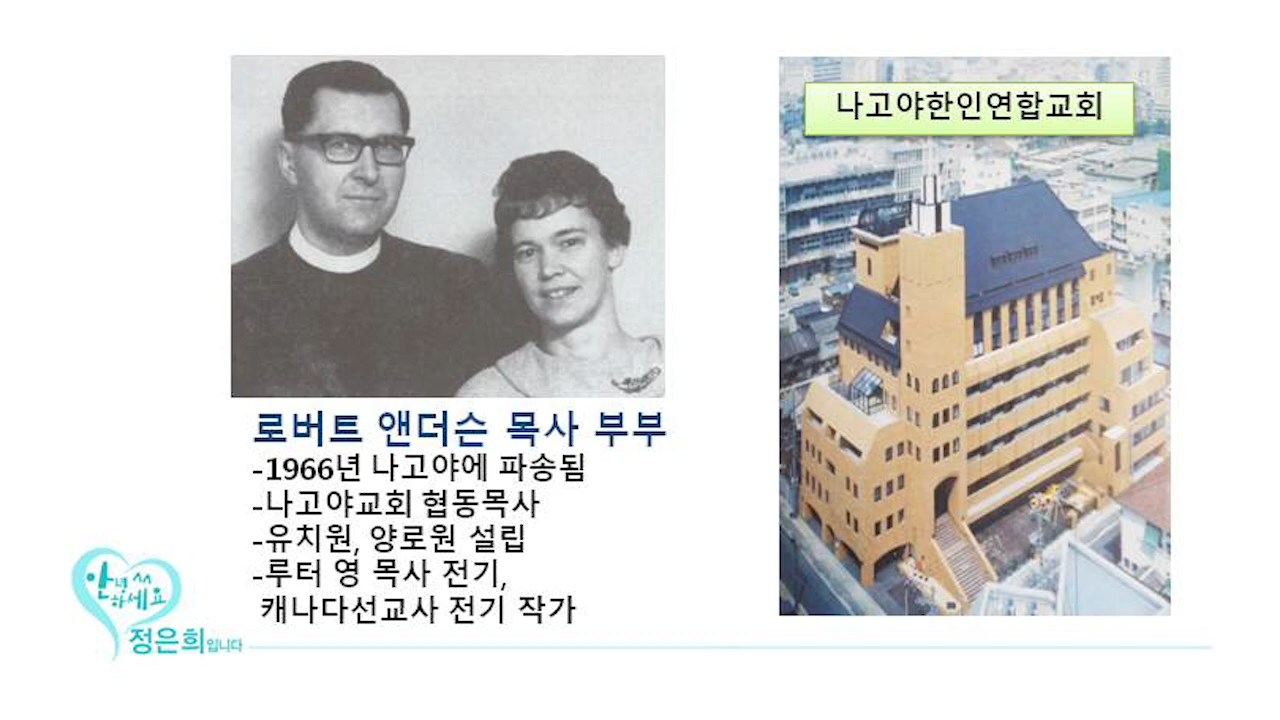 나고야한인연합교회
로버트 앤더슨 목사 부부
-1966년 나고야에 파송됨
-나고야교회 협동목사
-유치원, 양로원 설립
-루터 영 목사 전기,
캐나다선교사 전기 작가
안녕
하세요
정은희입니다